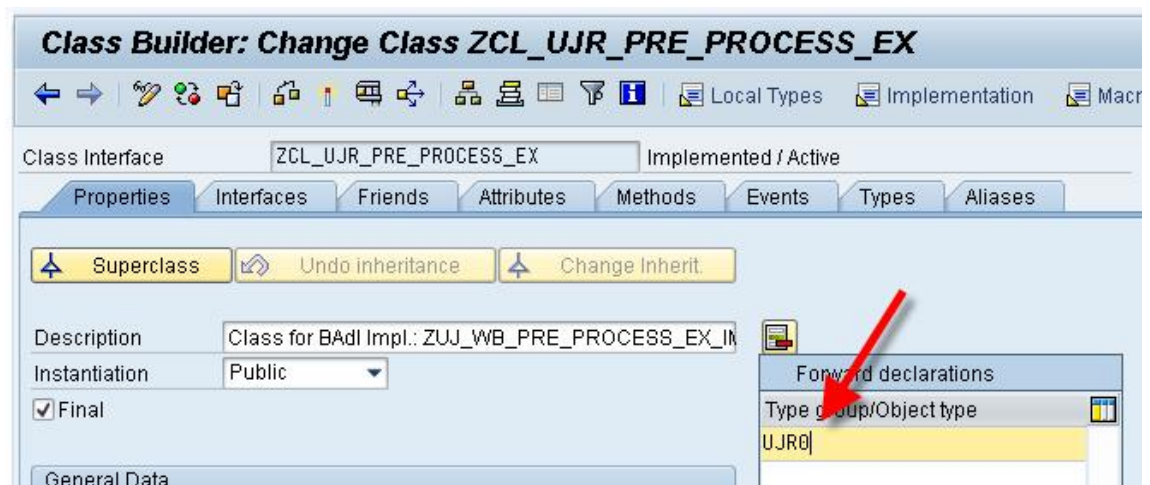 Class Builder: Change Class ZCL_UJR_PRE_PROCESS_EX
Local Types Implementation Macr
Class Interface ZCL_UJR_PRE_PROCESS_EX Implemented / Active
Properties Interfaces Friends Attributes Methods Events Types Aliases
Superclass Undo inheritance Change Inherit.
Description Class for BAdI Impl.: ZUJ_WB_PRE_PROCESS_EX_IM
Instantiation Public
Final
Forward declarations
Type group/Object type
UJR0
General Data